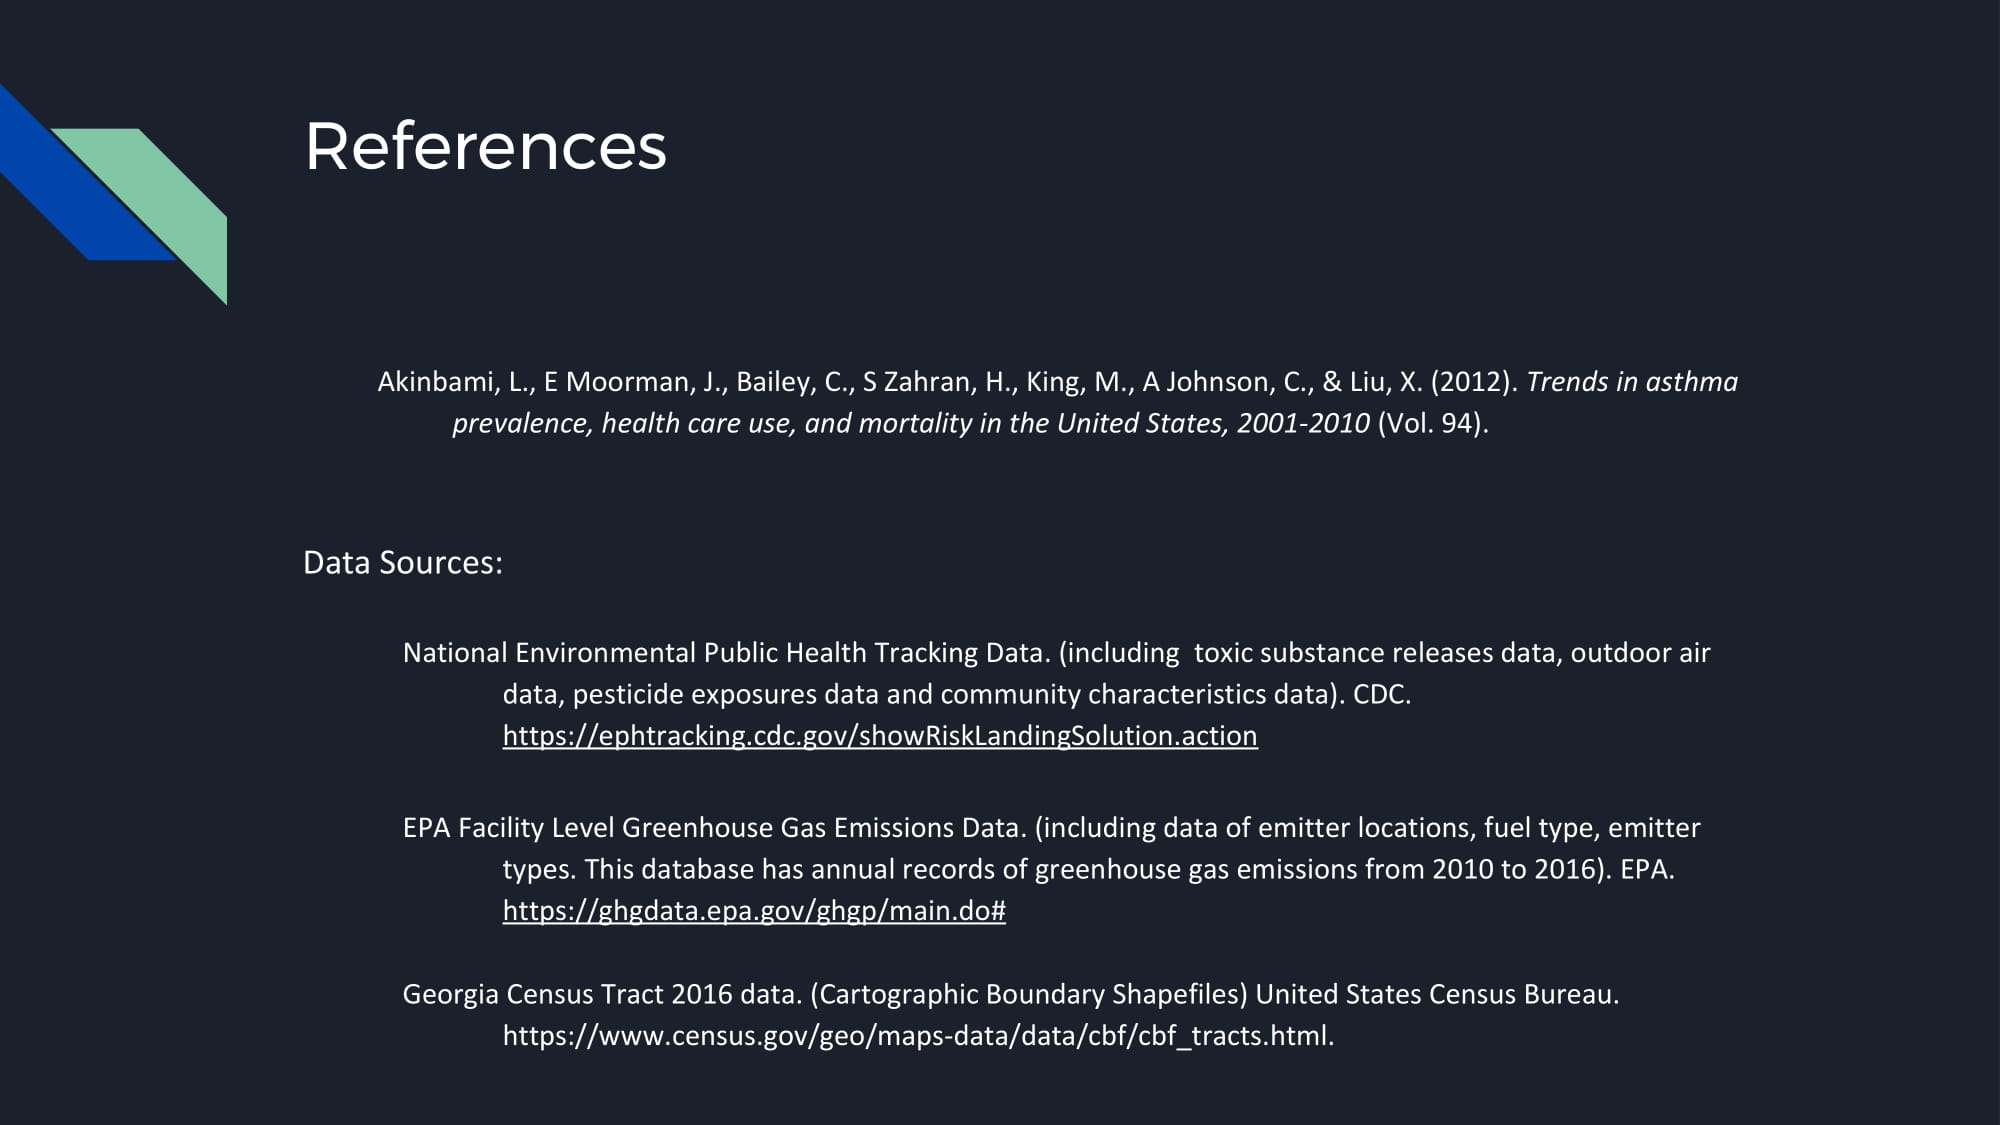 References
Akinbami, L., E Moorman, J., Bailey, C., S Zahran, H., King, M., A Johnson, C., & Liu, X. (2012). Trends in asthma
prevalence, health care use, and mortality in the United States, 2001-2010 (Vol. 94).
Data Sources:
National Environmental Public Health Tracking Data. (including  toxic substance releases data, outdoor air
data, pesticide exposures data and community characteristics data). CDC.
https://ephtracking.cdc.gov/showRiskLandingSolution.action
EPA Facility Level Greenhouse Gas Emissions Data. (including data of emitter locations, fuel type, emitter
types. This database has annual records of greenhouse gas emissions from 2010 to 2016). EPA.
https://ghgdata.epa.gov/ghgp/main.do#
Georgia Census Tract 2016 data. (Cartographic Boundary Shapefiles) United States Census Bureau.
https://www.census.gov/geo/maps-data/data/cbf/cbf_tracts.html.